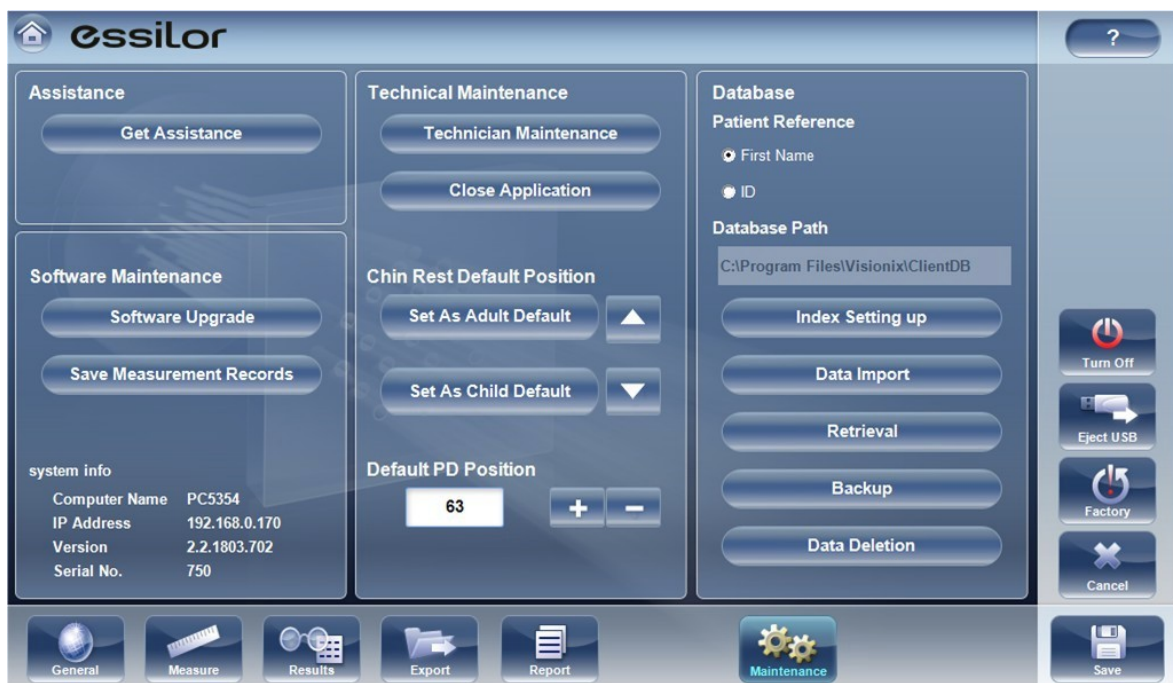 essilor
?
Assistance
Get Assistance
Software Maintenance
Software Upgrade
Save Measurement Records
system info
Computer Name PC5354
IP Address 192.168.0.170
Version 2.2.1803.702
Serial No. 750
Technical Maintenance
Technician Maintenance
Close Application
Chin Rest Default Position
Set As Adult Default
Set As Child Default
Default PD Position
63
Database
Patient Reference
First Name
ID
Database Path
C:\Program Files\Visionix\ClientDB
Index Setting up
Data Import
Retrieval
Backup
Data Deletion
Turn Off
Eject USB
Factory
Cancel
General
Measure
Results
Export
Report
Maintenance
Save